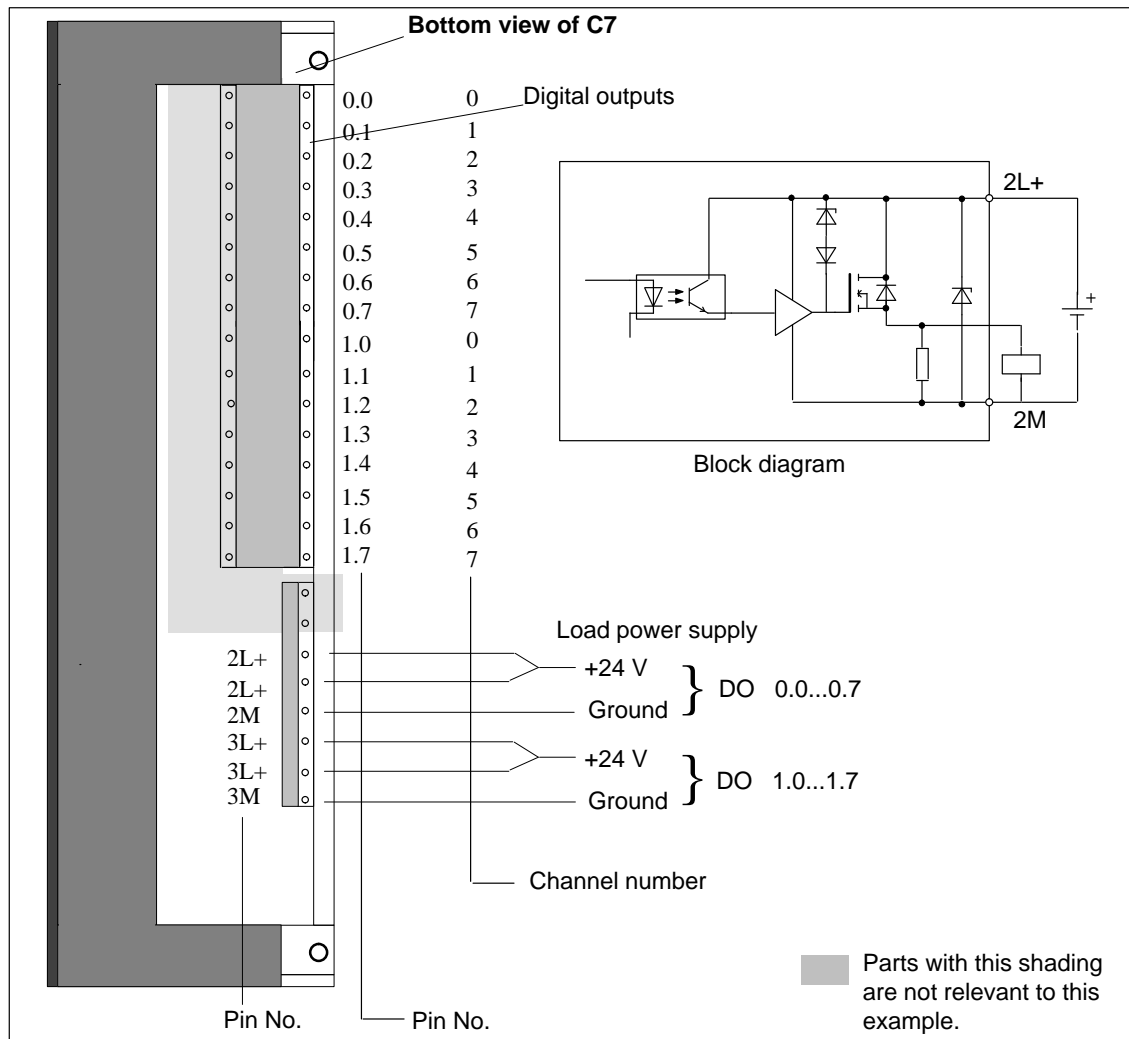 Bottom view of C7
Digital outputs
0.0 0
0.1 1
0.2 2
0.3 3
0.4 4
0.5 5
0.6 6
0.7 7
1.0 0
1.1 1
1.2 2
1.3 3
1.4 4
1.5 5
1.6 6
1.7 7
2L+
+
2M
Block diagram
Load power supply
2L+
2L+
+24 V
2M
Ground
} DO 0.0...0.7
3L+
3L+
+24 V
3M
Ground
} DO 1.0...1.7
Channel number
Pin No.
Pin No.
Parts with this shading
are not relevant to this
example.